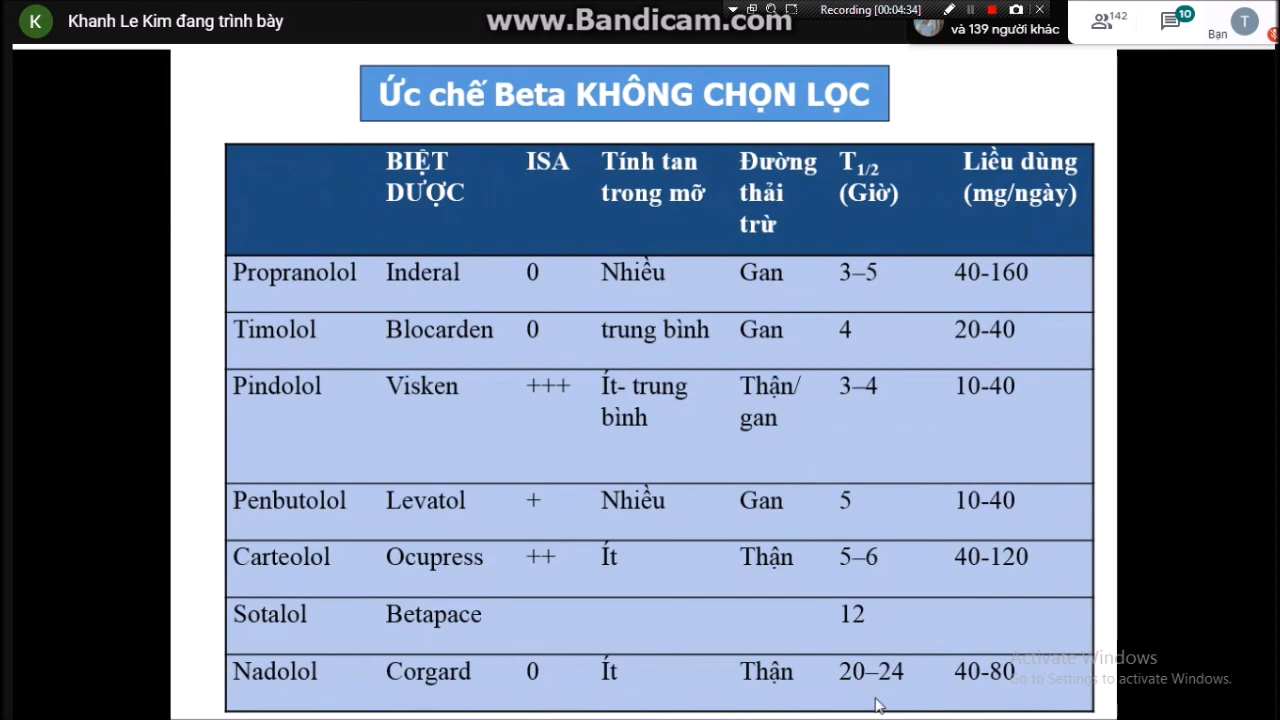 K Khanh Le Kim đang trình bày
www.Bandicam.com
Recording [00:04:34]
và 139 người khác
142
10
Bạn
T
Ức chế Beta KHÔNG CHỌN LỌC
BIỆT DƯỢC ISA Tính tan trong mỡ Đường thải trừ T1/2 (Giờ) Liều dùng (mg/ngày)
Propranolol Inderal 0 Nhiều Gan 3–5 40-160
Timolol Blocarden 0 trung bình Gan 4 20-40
Pindolol Visken +++ Ít- trung bình Thận/ gan 3–4 10-40
Penbutolol Levatol + Nhiều Gan 5 10-40
Carteolol Ocupress ++ Ít Thận 5–6 40-120
Sotalol Betapace 12
Nadolol Corgard 0 Ít Thận 20–24 40-80
Activate Windows
Go to Settings to activate Windows.